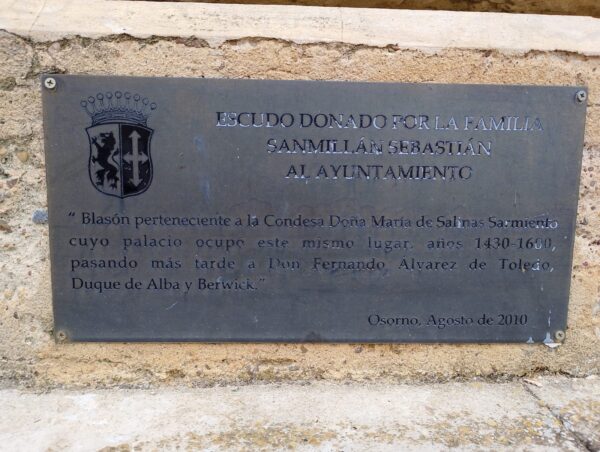 ESCUDO DONADO POR LA FAMILIA
SANMILLÁN SEBASTIÁN
AL AYUNTAMIENTO
“ Blasón perteneciente a la Condesa Doña María de Salinas Sarmiento
cuyo palacio ocupo este mismo lugar, años 1430-1600,
pasando más tarde a Don Fernando Álvarez de Toledo,
Duque de Alba y Berwick.”
Osorno, Agosto de 2010